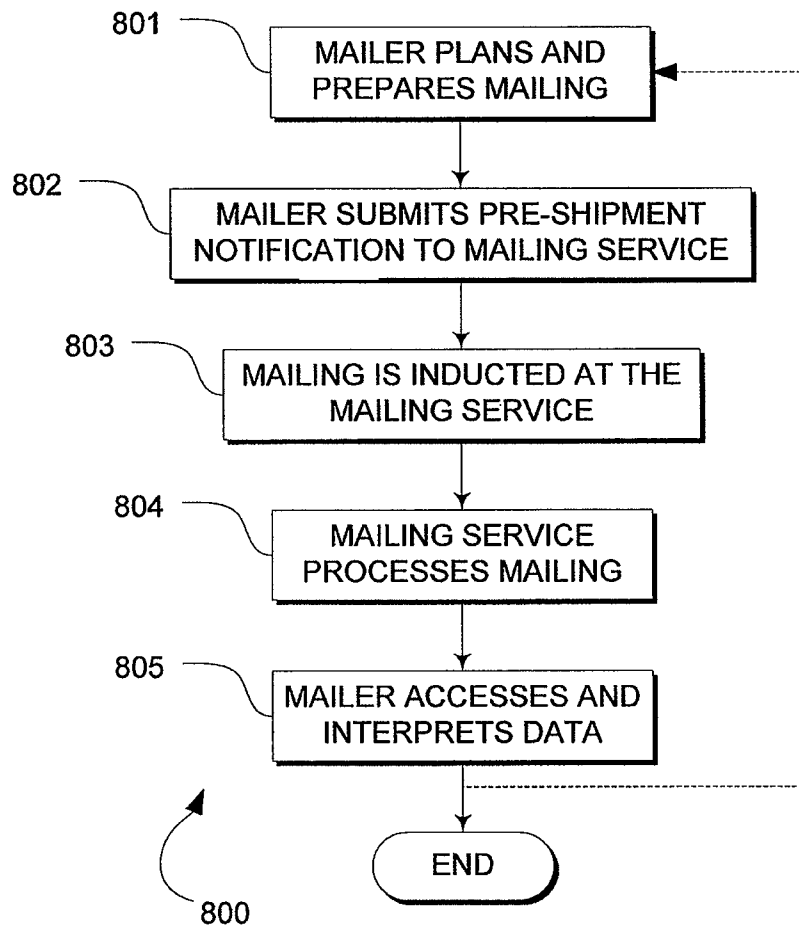 801
MAILER PLANS AND
PREPARES MAILING
802
MAILER SUBMITS PRE-SHIPMENT
NOTIFICATION TO MAILING SERVICE
803
MAILING IS INDUCTED AT THE
MAILING SERVICE
804
MAILING SERVICE
PROCESSES MAILING
805
MAILER ACCESSES AND
INTERPRETS DATA
END
800